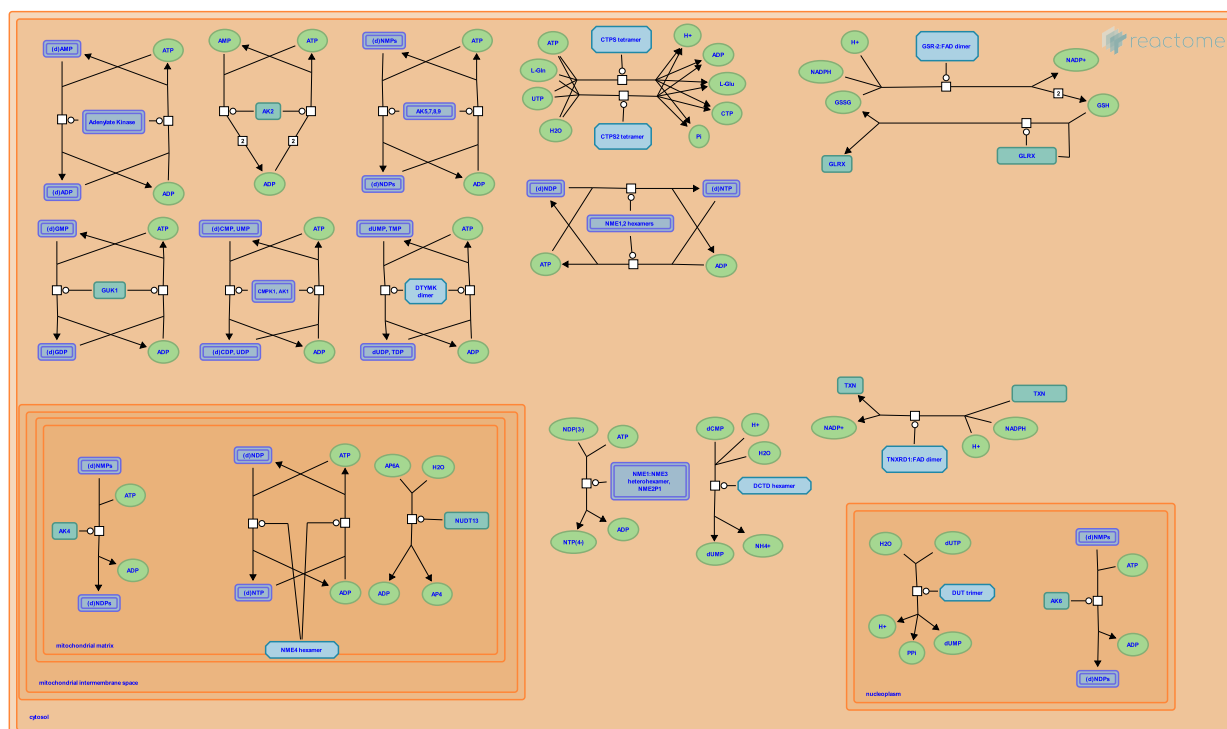 reactome
(d)AMP
ATP
Adenylate Kinase
(d)ADP
ADP
AMP
ATP
AK2
2
2
ADP
(d)NMPs
ATP
AK5,7,8,9
(d)NDPs
ADP
CTPS tetramer
ATP
L-Gln
UTP
H2O
H+
ADP
L-Glu
CTP
Pi
CTPS2 tetramer
GSR-2:FAD dimer
H+
NADPH
GSSG
NADP+
2
GSH
GLRX
GLRX
(d)NDP
(d)NTP
NME1,2 hexamers
ATP
ADP
(d)GMP
ATP
GUK1
(d)GDP
ADP
(d)CMP, UMP
ATP
CMPK1, AK1
(d)CDP, UDP
ADP
dUMP, TMP
ATP
DTYMK
dimer
dUDP, TDP
ADP
TXN
TXN
NADP+
NADPH
H+
TNXRD1:FAD dimer
(d)NMPs
ATP
AK4
ADP
(d)NDPs
(d)NDP
ATP
(d)NTP
ADP
NME4 hexamer
AP6A
H2O
NUDT13
ADP
AP4
mitochondrial matrix
mitochondrial intermembrane space
cytosol
NDP(3-)
ATP
NME1:NME3
heterohexamer,
NME2P1
ADP
NTP(4-)
dCMP
H+
H2O
DCTD hexamer
dUMP
NH4+
H2O
dUTP
DUT trimer
H+
PPi
dUMP
(d)NMPs
ATP
AK6
ADP
(d)NDPs
nucleoplasm